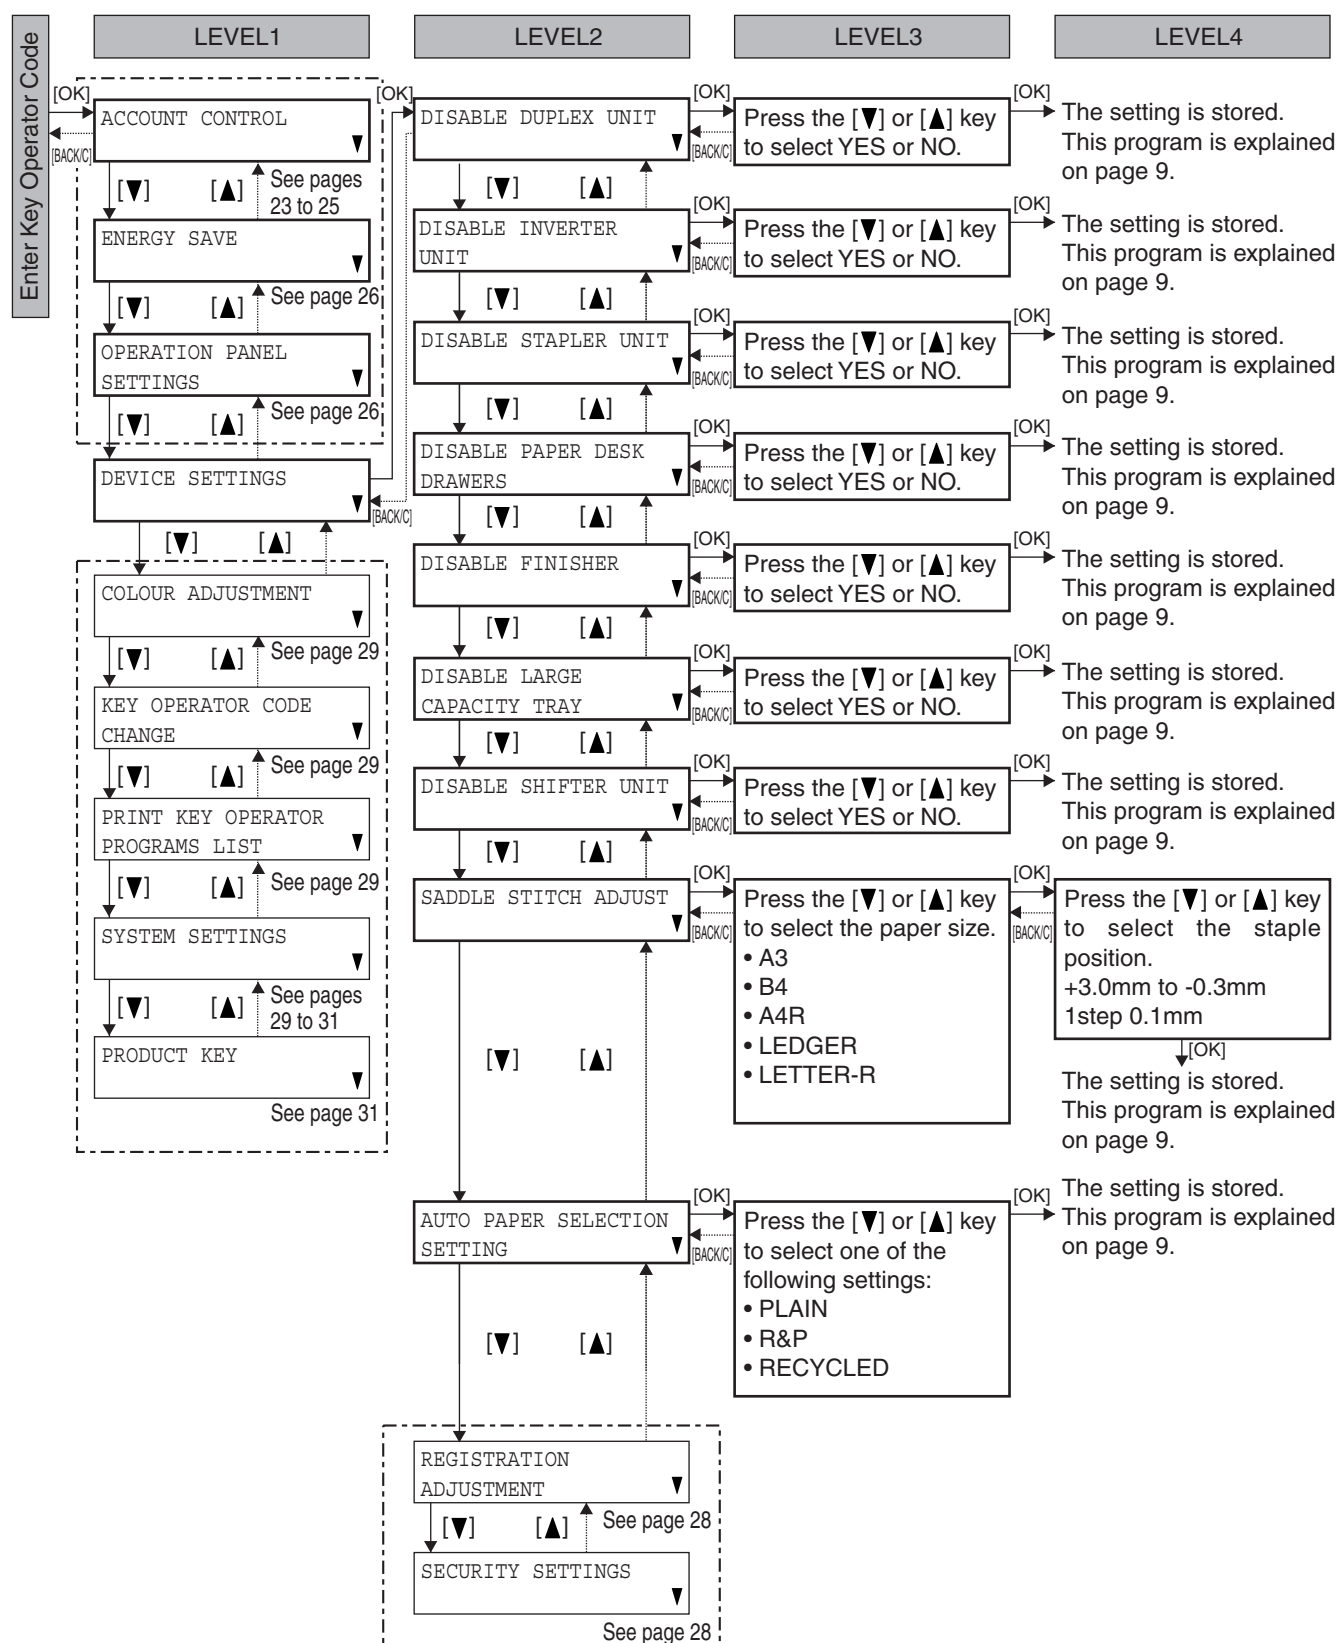 Enter Key Operator Code
LEVEL1
LEVEL2
LEVEL3
LEVEL4
[OK]
[BACK/C]
ACCOUNT CONTROL
▼
[▼] [▲] See pages
23 to 25
ENERGY SAVE
▼
[▼] [▲] See page 26
OPERATION PANEL
SETTINGS ▼
[▼] [▲] See page 26
DEVICE SETTINGS
▼
[OK]
[BACK/C]
[▼] [▲]
COLOUR ADJUSTMENT
▼
[▼] [▲] See page 29
KEY OPERATOR CODE
CHANGE ▼
[▼] [▲] See page 29
PRINT KEY OPERATOR
PROGRAMS LIST ▼
[▼] [▲] See page 29
SYSTEM SETTINGS
▼
[▼] [▲] See pages
29 to 31
PRODUCT KEY
▼
See page 31
DISABLE DUPLEX UNIT
▼
[OK]
[BACK/C]
Press the [▼] or [▲] key
to select YES or NO.
[OK]
The setting is stored.
This program is explained
on page 9.
[▼] [▲]
DISABLE INVERTER
UNIT ▼
[OK]
[BACK/C]
Press the [▼] or [▲] key
to select YES or NO.
[OK]
The setting is stored.
This program is explained
on page 9.
[▼] [▲]
DISABLE STAPLER UNIT
▼
[OK]
[BACK/C]
Press the [▼] or [▲] key
to select YES or NO.
[OK]
The setting is stored.
This program is explained
on page 9.
[▼] [▲]
DISABLE PAPER DESK
DRAWERS ▼
[OK]
[BACK/C]
Press the [▼] or [▲] key
to select YES or NO.
[OK]
The setting is stored.
This program is explained
on page 9.
[▼] [▲]
DISABLE FINISHER
▼
[OK]
[BACK/C]
Press the [▼] or [▲] key
to select YES or NO.
[OK]
The setting is stored.
This program is explained
on page 9.
[▼] [▲]
DISABLE LARGE
CAPACITY TRAY ▼
[OK]
[BACK/C]
Press the [▼] or [▲] key
to select YES or NO.
[OK]
The setting is stored.
This program is explained
on page 9.
[▼] [▲]
DISABLE SHIFTER UNIT
▼
[OK]
[BACK/C]
Press the [▼] or [▲] key
to select YES or NO.
[OK]
The setting is stored.
This program is explained
on page 9.
[▼] [▲]
SADDLE STITCH ADJUST
▼
[OK]
[BACK/C]
Press the [▼] or [▲] key
to select the paper size.
• A3
• B4
• A4R
• LEDGER
• LETTER-R
[OK]
[BACK/C]
Press the [▼] or [▲] key
to select the staple
position.
+3.0mm to -0.3mm
1step 0.1mm
[OK]
The setting is stored.
This program is explained
on page 9.
[▼] [▲]
AUTO PAPER SELECTION
SETTING ▼
[OK]
[BACK/C]
Press the [▼] or [▲] key
to select one of the
following settings:
• PLAIN
• R&P
• RECYCLED
[OK]
The setting is stored.
This program is explained
on page 9.
[▼] [▲]
REGISTRATION
ADJUSTMENT ▼
[▼] [▲] See page 28
SECURITY SETTINGS
▼
See page 28